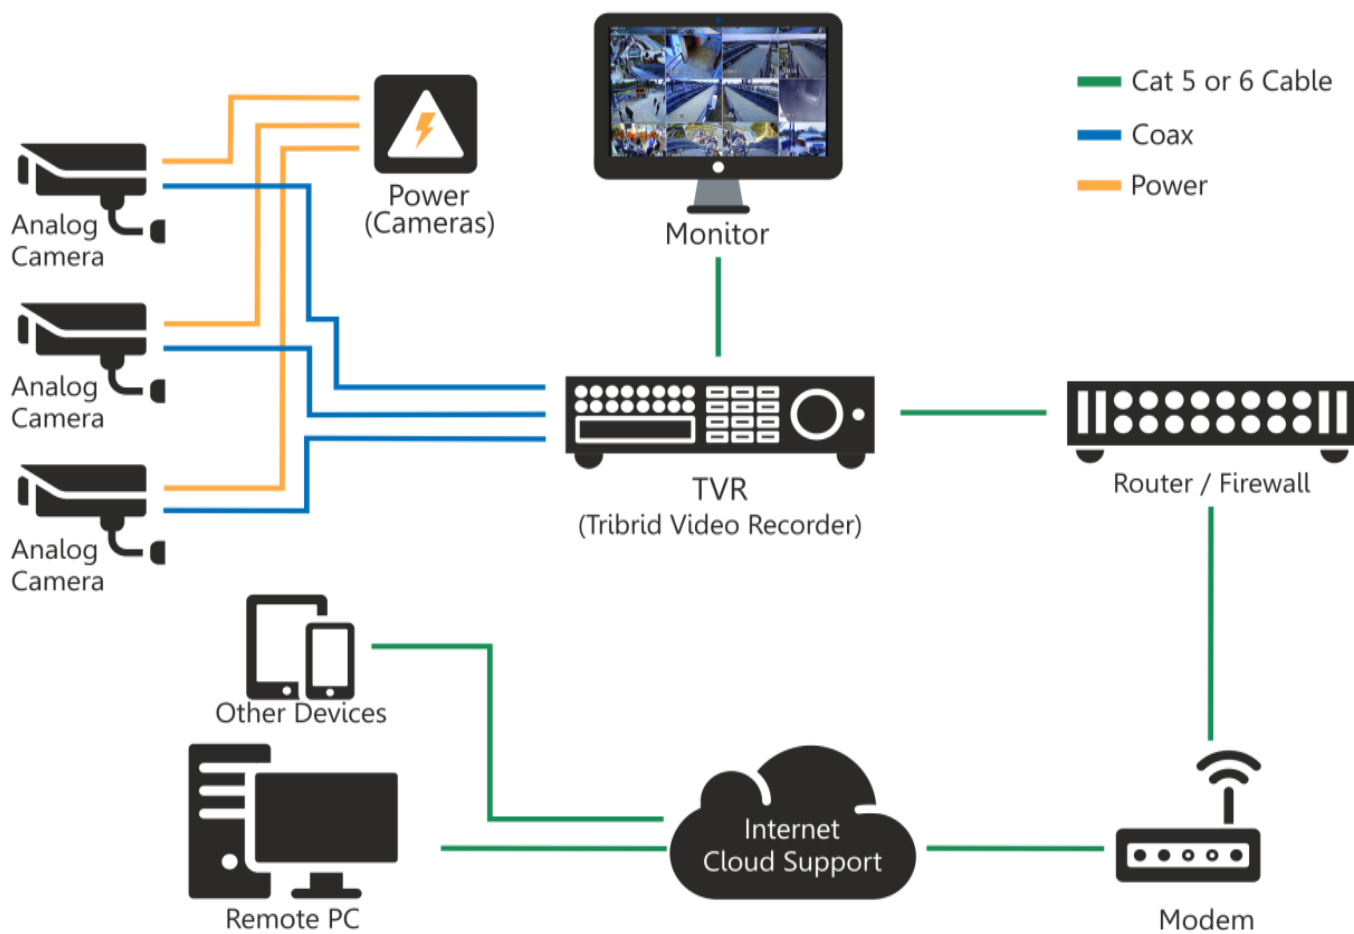 Cat 5 or 6 Cable
Coax
Power
Power
(Cameras)
Monitor
Analog
Camera
Analog
Camera
Analog
Camera
TVR
(Tribrid Video Recorder)
Router / Firewall
Other Devices
Internet
Cloud Support
Remote PC
Modem